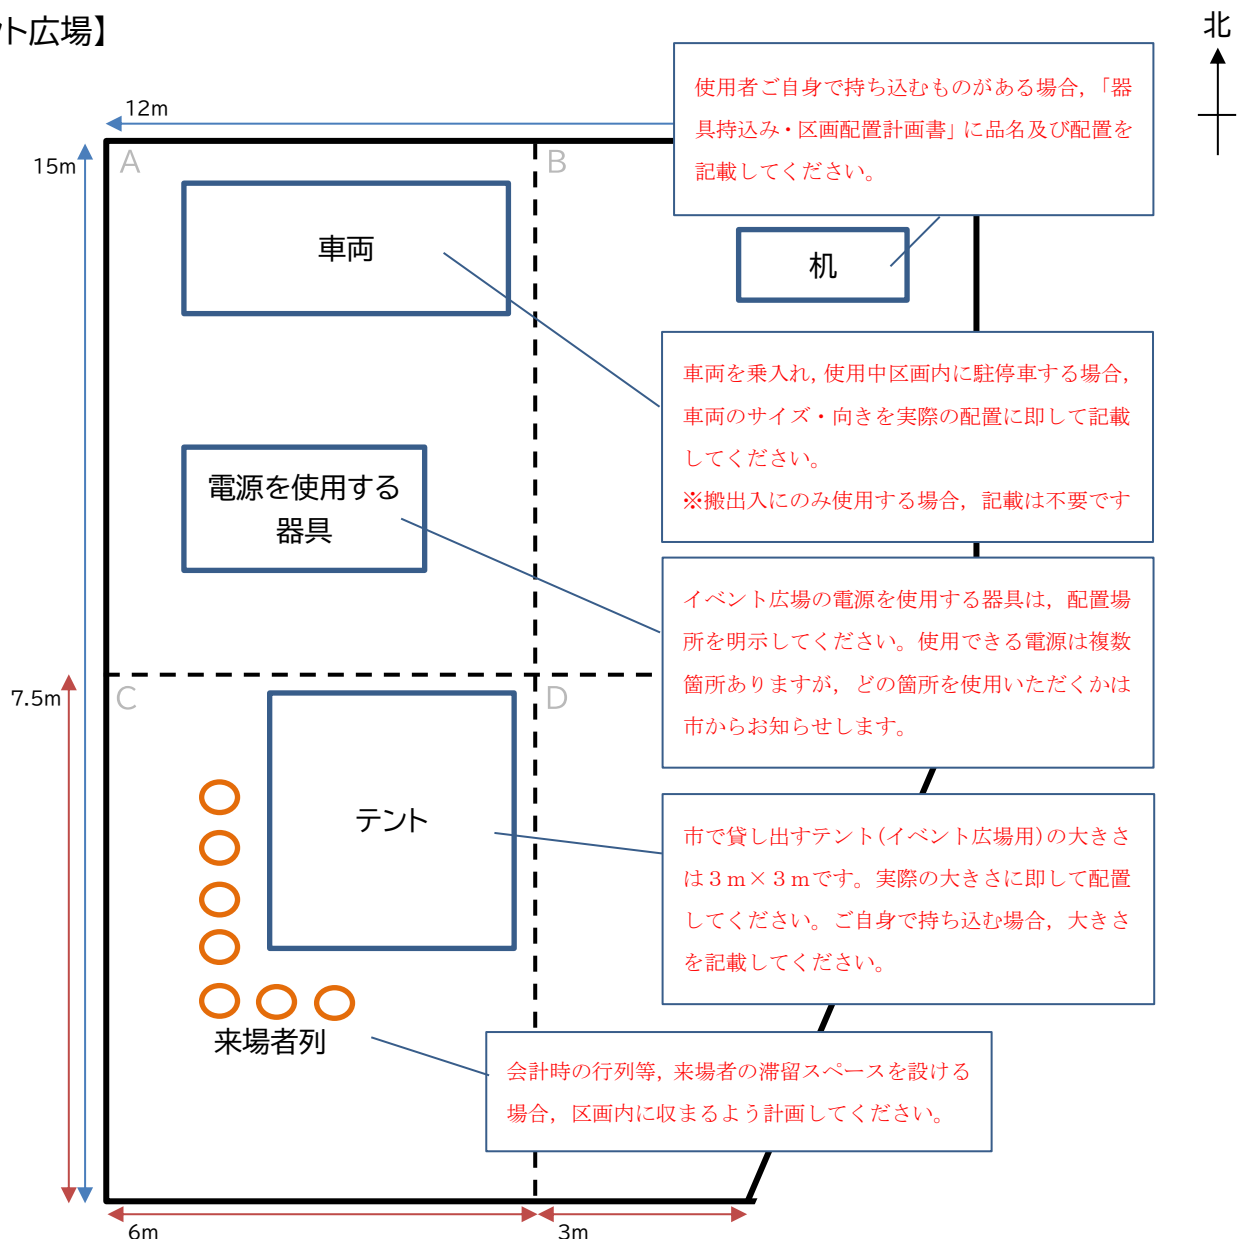 ト広場】
北
12m
15m
A
B
使用者ご自身で持ち込むものがある場合,「器
具持込み・区画配置計画書」に品名及び配置を
記載してください。
車両
机
車両を乗入れ, 使用中区画内に駐停車する場合,
車両のサイズ・向きを実際の配置に即して記載
してください。
※搬出入にのみ使用する場合, 記載は不要です
電源を使用する
器具
イベント広場の電源を使用する器具は, 配置場
所を明示してください。使用できる電源は複数
箇所ありますが, どの箇所を使用いただくかは
市からお知らせします。
7.5m
C
D
テント
市で貸し出すテント(イベント広場用)の大きさ
は3m×3mです。実際の大きさに即して配置
してください。ご自身で持ち込む場合, 大きさ
を記載してください。
来場者列
会計時の行列等, 来場者の滞留スペースを設ける
場合, 区画内に収まるよう計画してください。
6m
3m